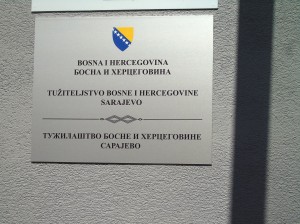 BOSNA I HERCEGOVINA
БОСНА И ХЕРЦЕГОВИНА
TUŽITELJSTVO BOSNE I HERCEGOVINE
SARAJEVO
ТУЖИЛАШТВО БОСНЕ И ХЕРЦЕГОВИНЕ
САРАЈЕВО